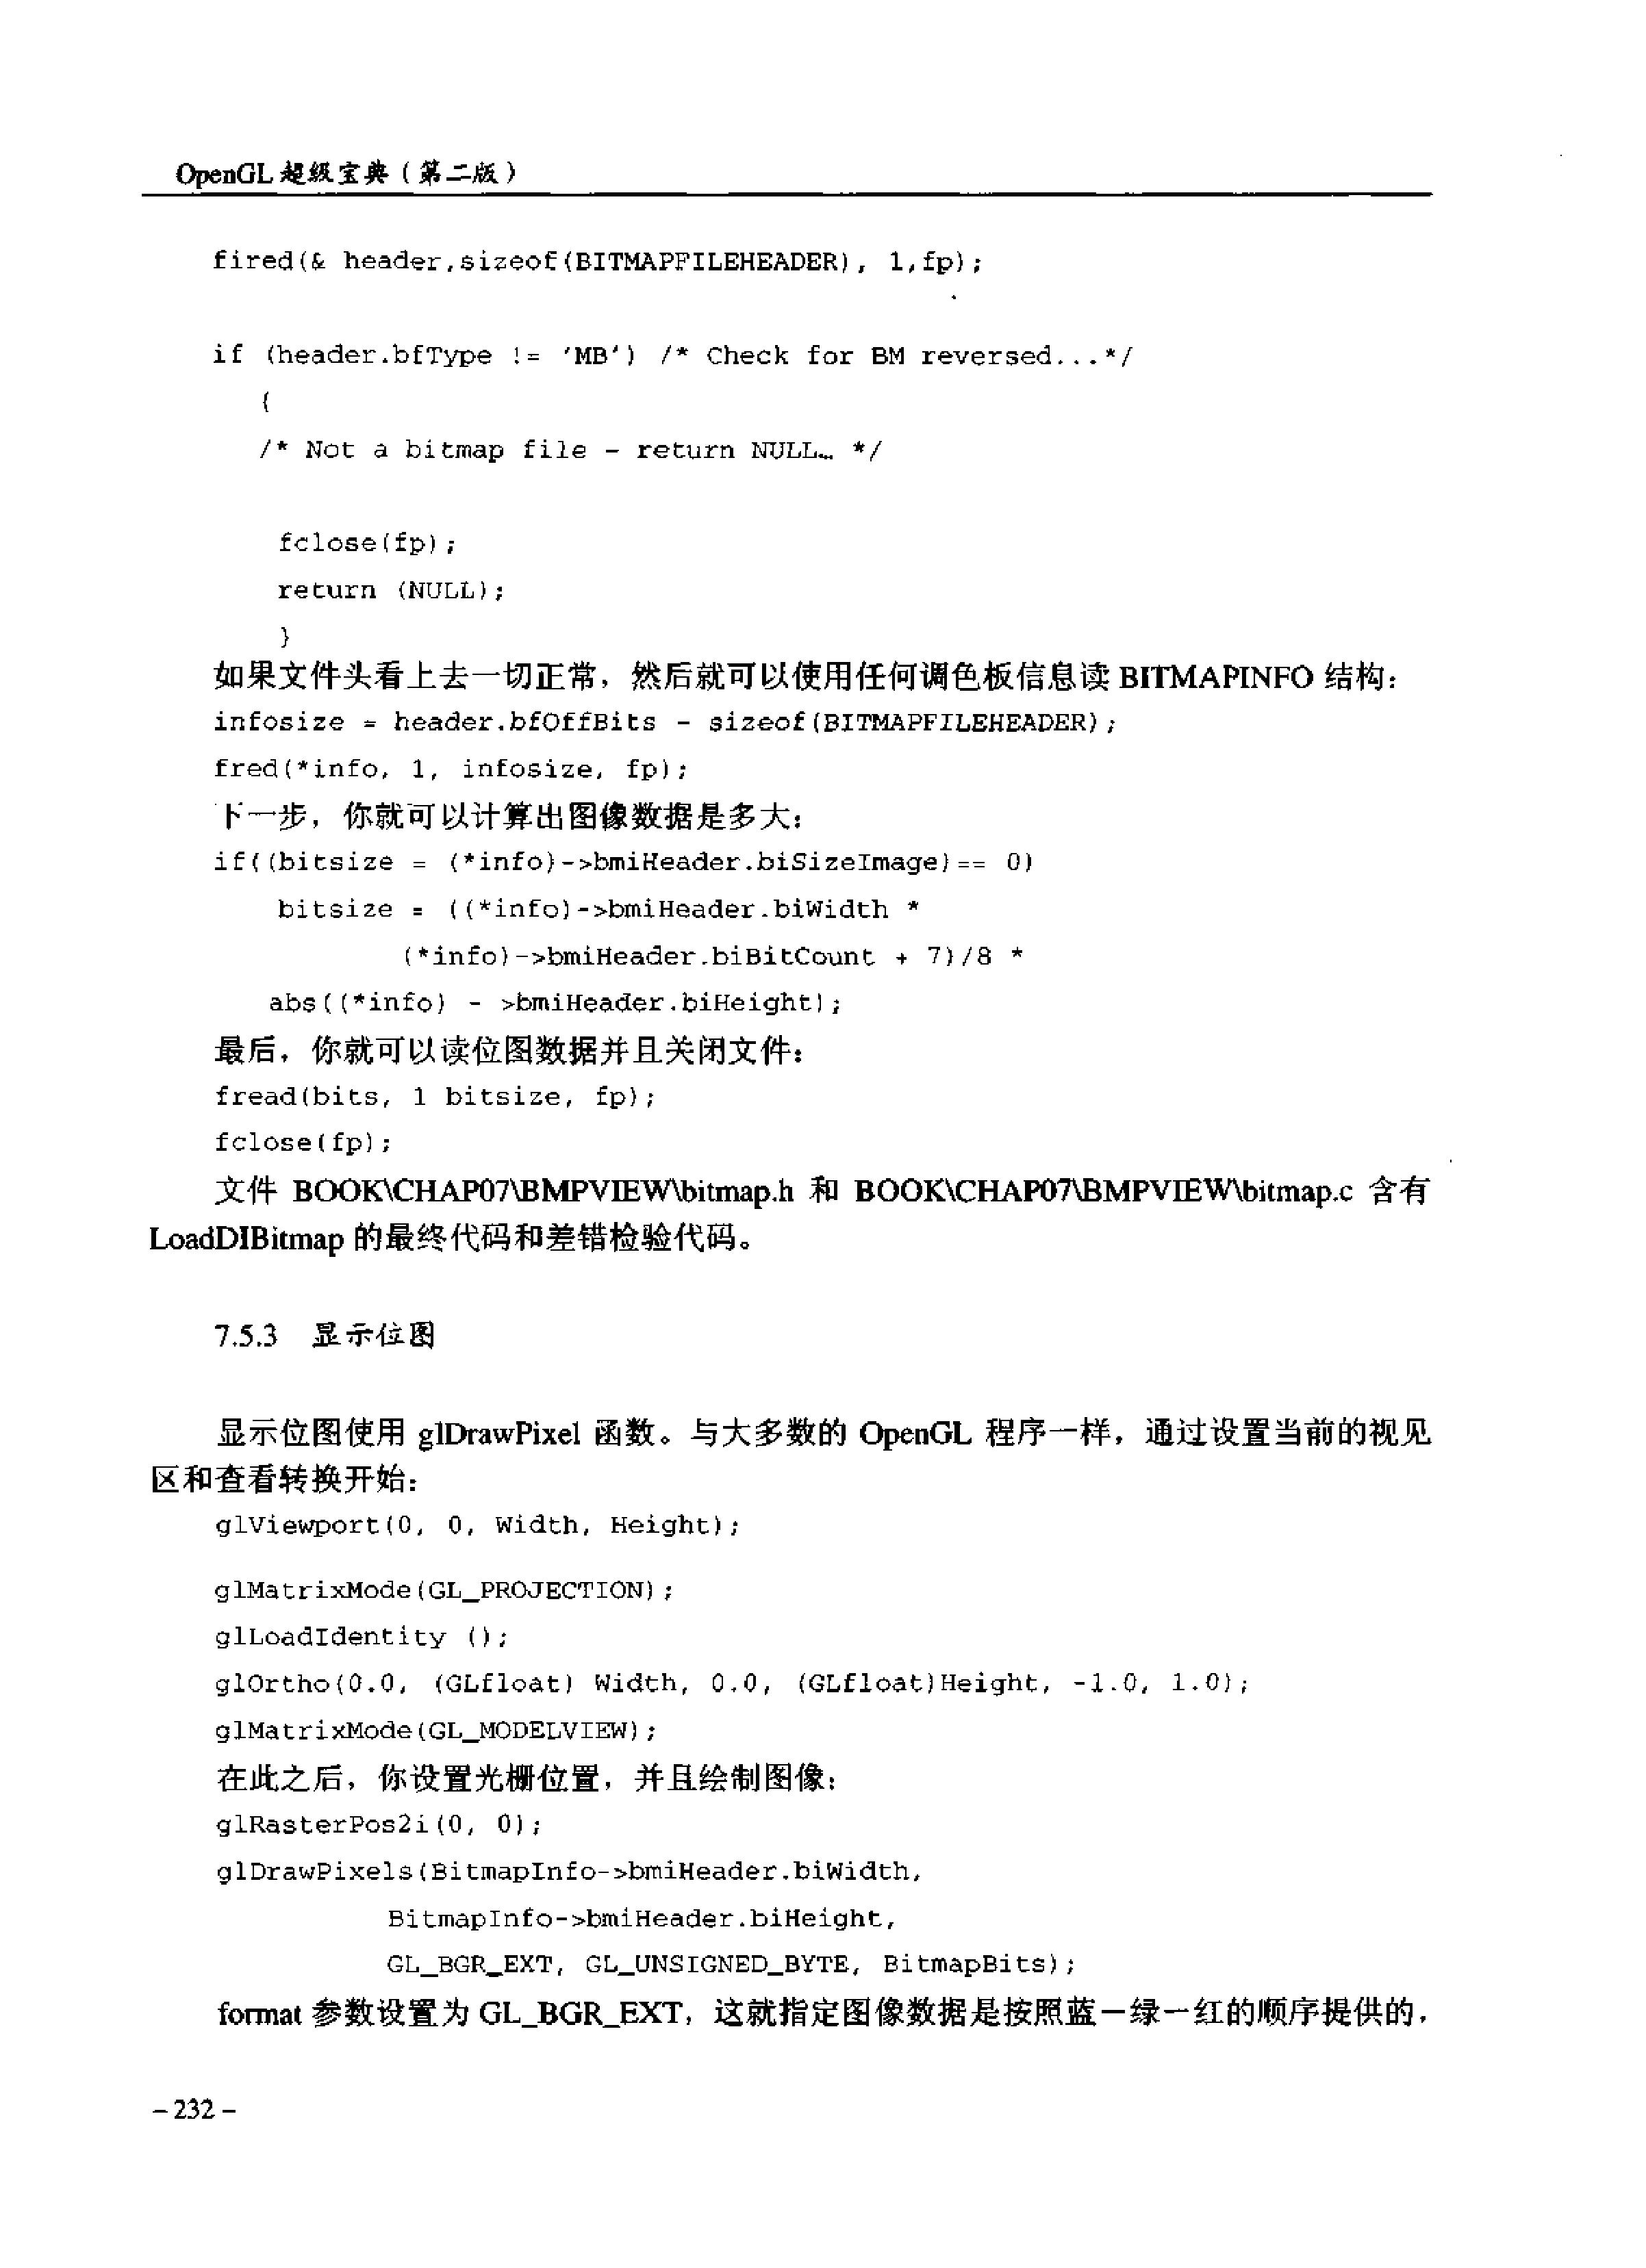 OpenGL 超级宝典（第二版）
fired(& header,sizeof(BITMAPFILEHEADER), 1,fp);
if (header.bfType != 'MB') /* Check for BM reversed...*/
{
/* Not a bitmap file - return NULL… */
fclose(fp);
return (NULL);
}
如果文件头看上去一切正常，然后就可以使用任何调色板信息读 BITMAPINFO 结构：
infosize = header.bfOffBits - sizeof(BITMAPFILEHEADER);
fred(*info, 1, infosize, fp);
下一步，你就可以计算出图像数据是多大：
if((bitsize = (*info)->bmiHeader.biSizeImage)== 0)
bitsize = ((*info)->bmiHeader.biWidth *
(*info)->bmiHeader.biBitCount + 7)/8 *
abs((*info) - >bmiHeader.biHeight);
最后，你就可以读位图数据并且关闭文件：
fread(bits, 1 bitsize, fp);
fclose(fp);
文件 BOOK\CHAP07\BMPVIEW\bitmap.h 和 BOOK\CHAP07\BMPVIEW\bitmap.c 含有
LoadDIBitmap 的最终代码和差错检验代码。
7.5.3 显示位图
显示位图使用 glDrawPixel 函数。与大多数的 OpenGL 程序一样，通过设置当前的视见
区和查看转换开始：
glViewport(0, 0, Width, Height);
glMatrixMode(GL_PROJECTION);
glLoadIdentity ();
glOrtho(0.0, (GLfloat) Width, 0.0, (GLfloat)Height, -1.0, 1.0);
glMatrixMode(GL_MODELVIEW);
在此之后，你设置光栅位置，并且绘制图像：
glRasterPos2i(0, 0);
glDrawPixels(BitmapInfo->bmiHeader.biWidth,
BitmapInfo->bmiHeader.biHeight,
GL_BGR_EXT, GL_UNSIGNED_BYTE, BitmapBits);
format 参数设置为 GL_BGR_EXT，这就指定图像数据是按照蓝－绿－红的顺序提供的，
－232－